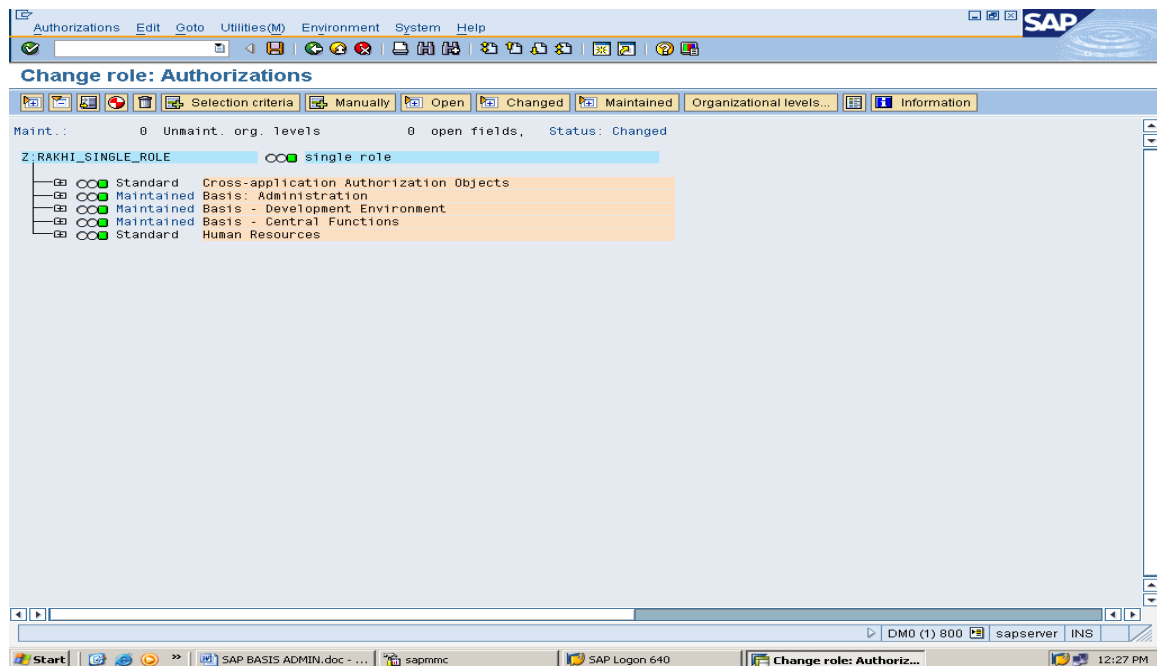 Authorizations Edit Goto Utilities(M) Environment System Help
SAP
Change role: Authorizations
Selection criteria Manually Open Changed Maintained Organizational levels... Information
Maint.: 0 Unmaint. org. levels 0 open fields, Status: Changed
Z:RAKHI_SINGLE_ROLE single role
Standard Cross-application Authorization Objects
Maintained Basis: Administration
Maintained Basis - Development Environment
Maintained Basis - Central Functions
Standard Human Resources
DM0 (1) 800 sapserver INS
Start » SAP BASIS ADMIN.doc - ... sapmmc SAP Logon 640 Change role: Authoriz... 12:27 PM